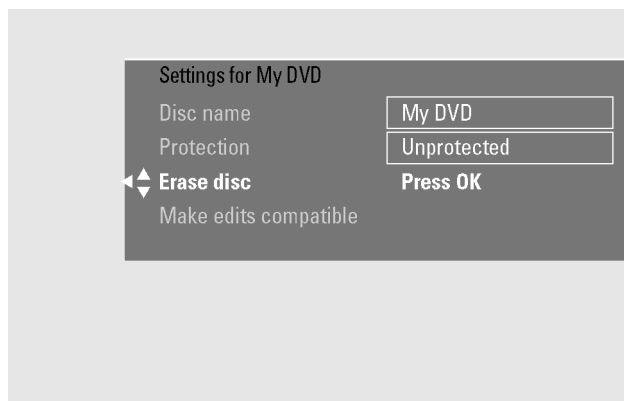 Settings for My DVD
Disc name My DVD
Protection Unprotected
Erase disc Press OK
Make edits compatible